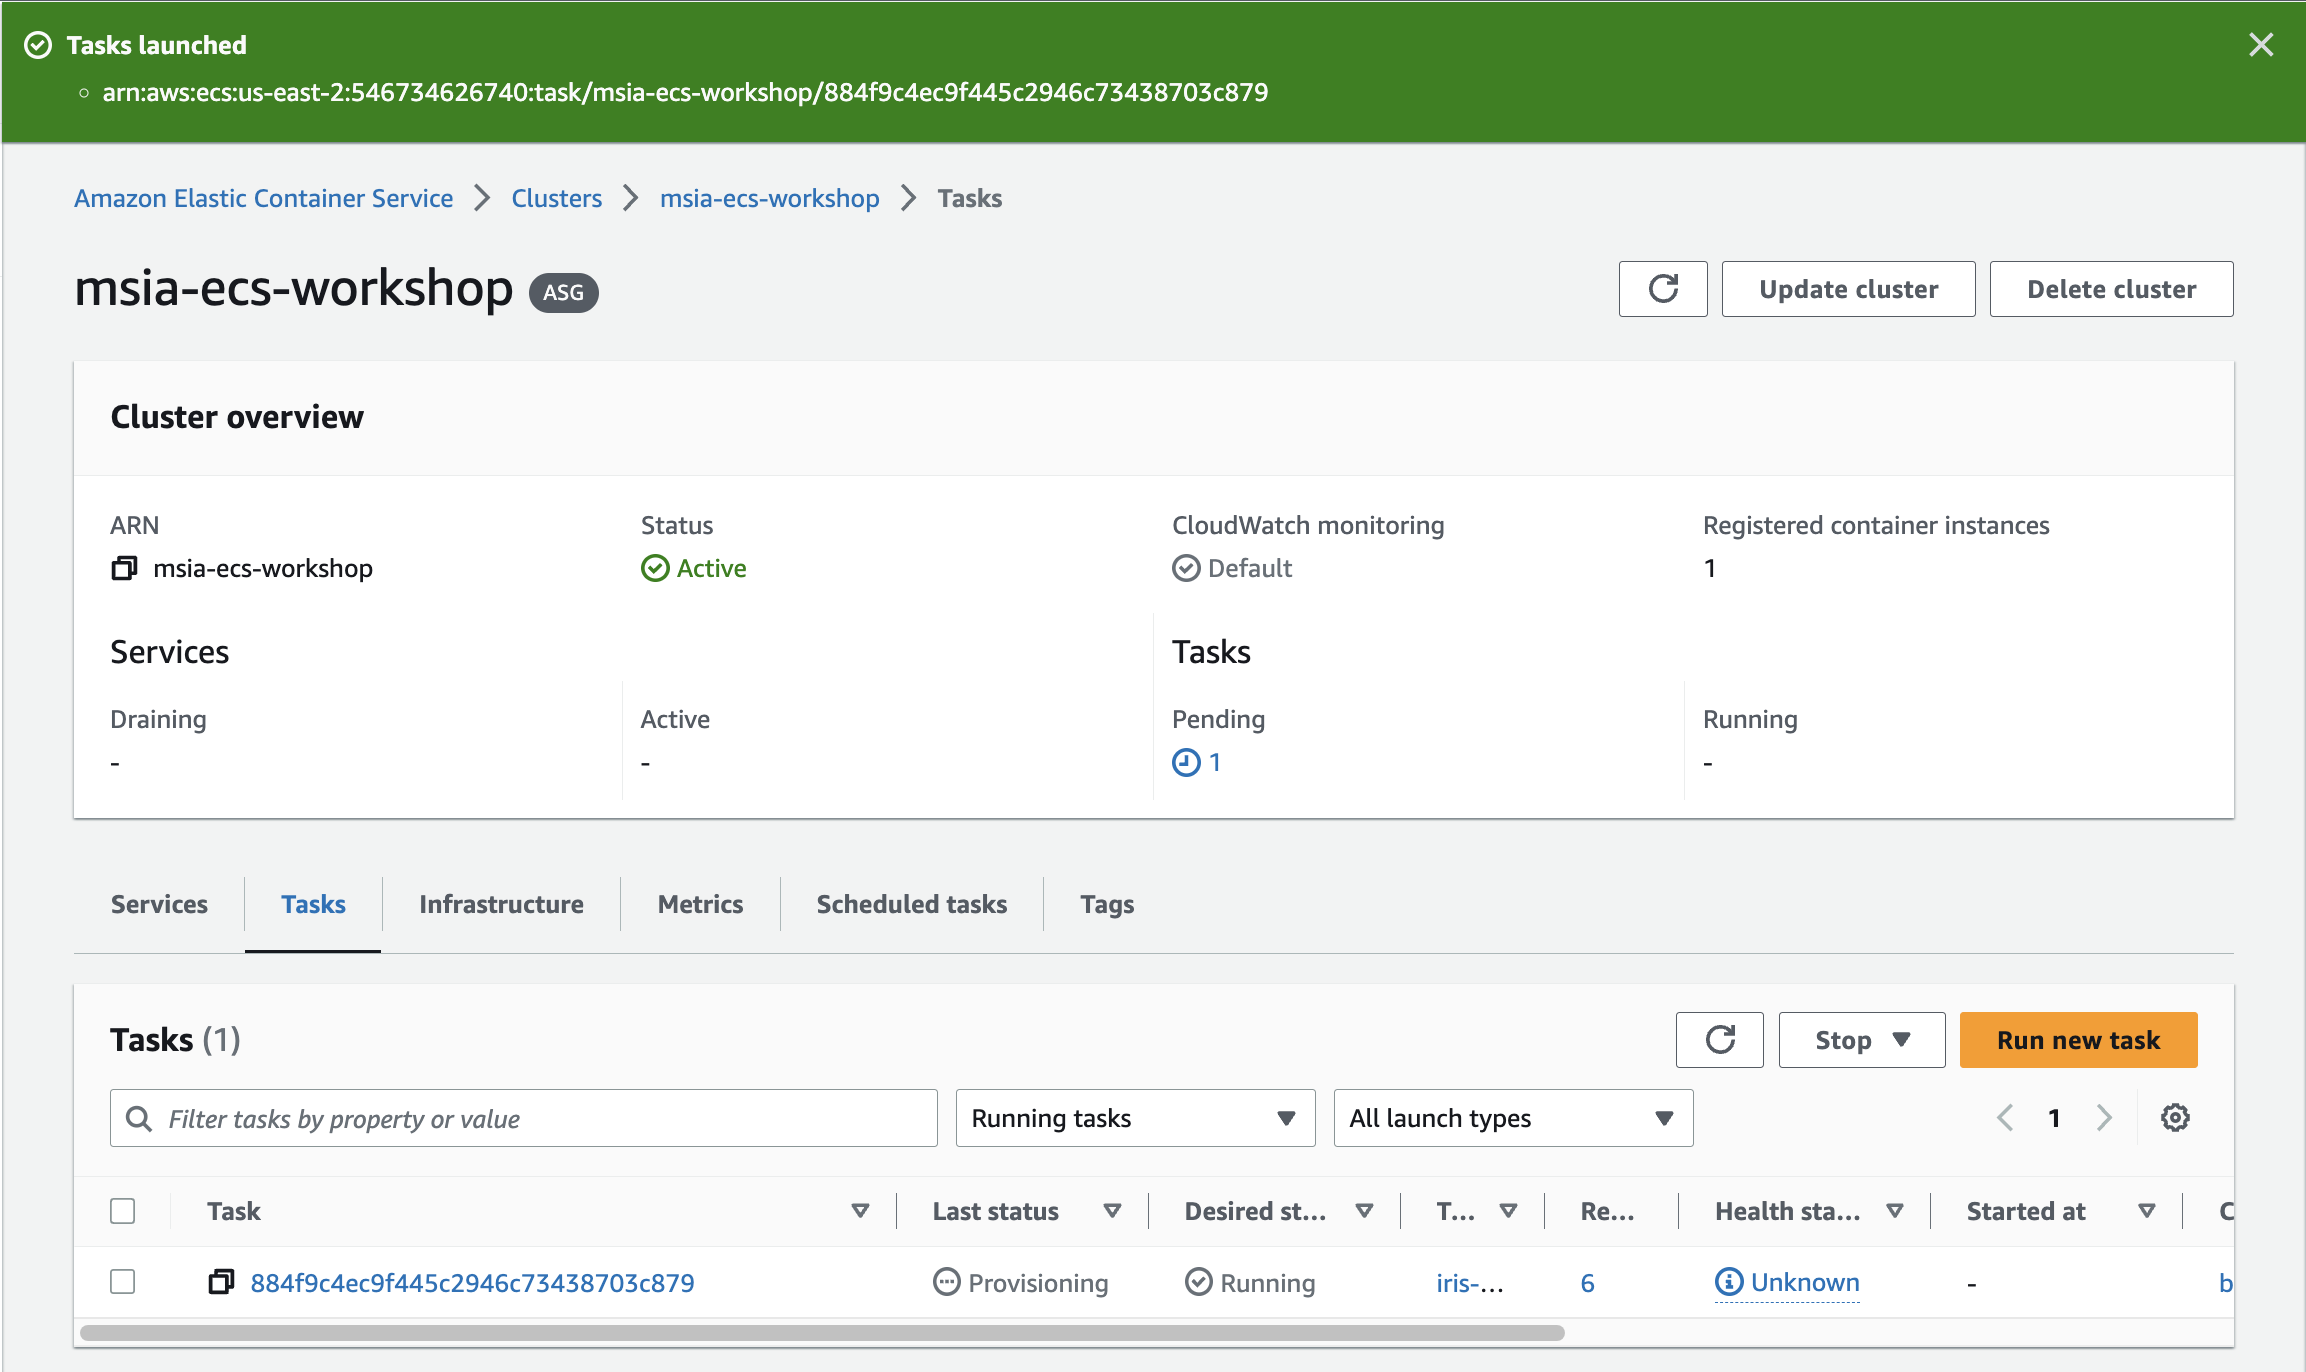 Tasks launched
arn:aws:ecs:us-east-2:546734626740:task/msia-ecs-workshop/884f9c4ec9f445c2946c73438703c879
Amazon Elastic Container Service > Clusters > msia-ecs-workshop > Tasks
msia-ecs-workshop ASG
Update cluster Delete cluster
Cluster overview
ARN Status CloudWatch monitoring Registered container instances
msia-ecs-workshop Active Default 1
Services Tasks
Draining Active Pending Running
- - 1 -
Services Tasks Infrastructure Metrics Scheduled tasks Tags
Tasks (1) Stop Run new task
Filter tasks by property or value Running tasks All launch types 1
Task Last status Desired st... T... Re... Health sta... Started at C
884f9c4ec9f445c2946c73438703c879 Provisioning Running iris-... 6 Unknown - b